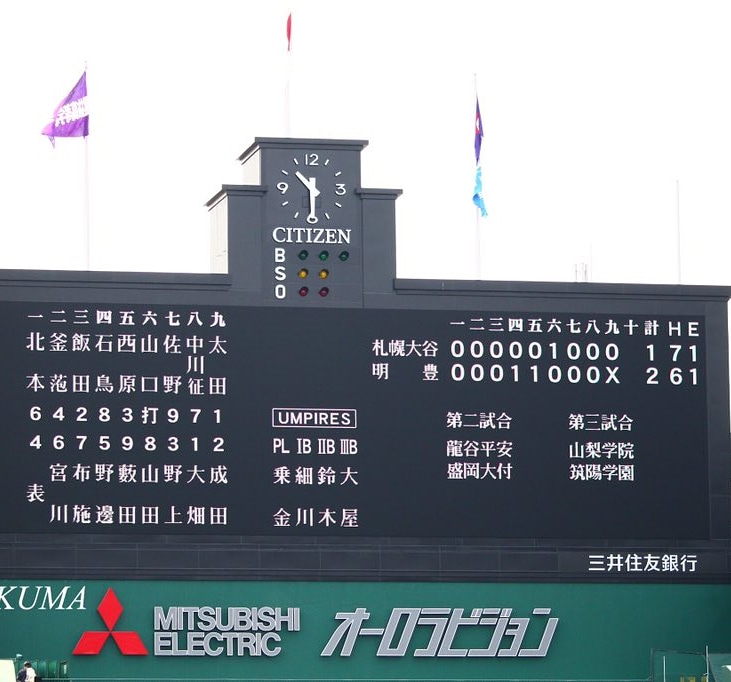 12
9 3
6
CITIZEN
B
S
O
一 二 三 四 五 六 七 八 九
北 釜 飯 石 西 山 佐 中 太
川
本 萢 田 鳥 原 口 野 征 田
6 4 2 8 3 打 9 7 1
4 6 7 5 9 8 3 1 2
宮 布 野 藪 山 野 大 成
表
川 施 邊 田 田 上 畑 田
UMPIRES
PL IB IIB IIIB
乗 細 鈴 大
金 川 木 屋
一 二 三 四 五 六 七 八 九 十 計 H E
札幌大谷 0 0 0 0 0 1 0 0 0 1 7 1
明 豊 0 0 0 1 1 0 0 0 X 2 6 1
第二試合 第三試合
龍谷平安 山梨学院
盛岡大付 筑陽学園
三井住友銀行
KUMA
MITSUBISHI
ELECTRIC
オーロラビジョン